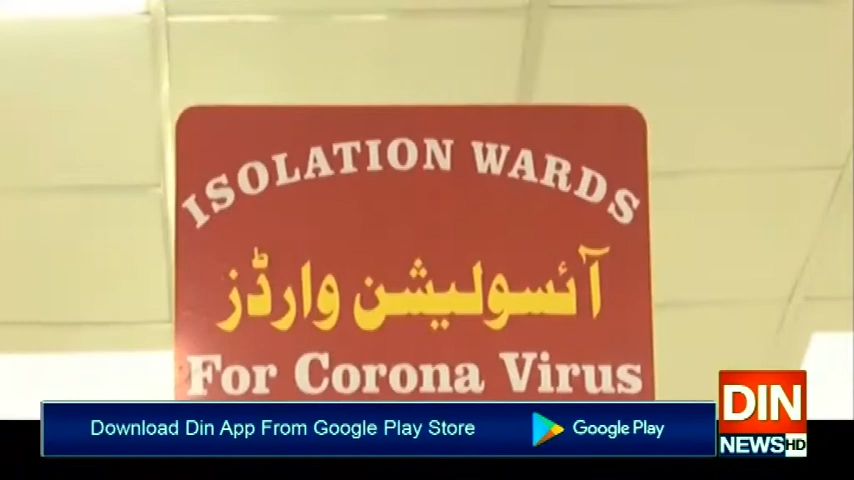 ISOLATION WARDS
آئسولیشن وارڈز
For Corona Virus
Download Din App From Google Play Store
Google Play
DIN
NEWS HD